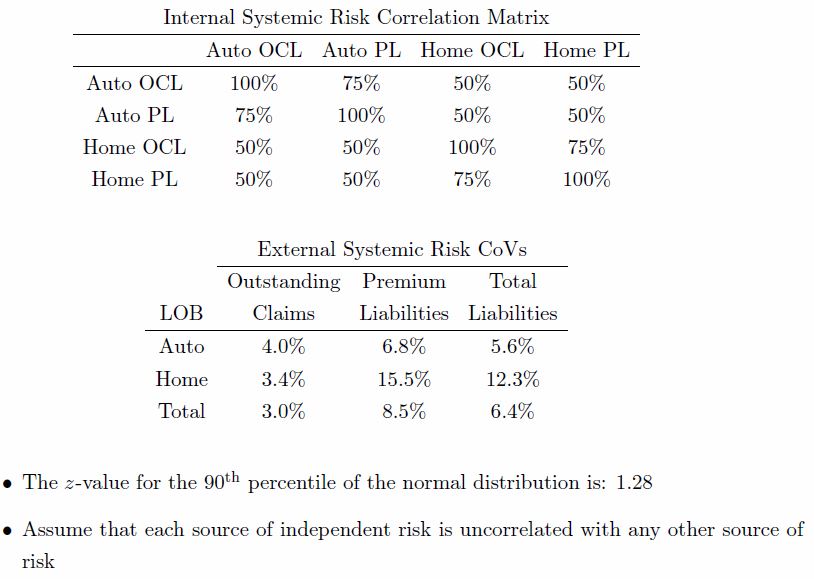 Internal Systemic Risk Correlation Matrix
Auto OCL Auto PL Home OCL Home PL
Auto OCL 100% 75% 50% 50%
Auto PL 75% 100% 50% 50%
Home OCL 50% 50% 100% 75%
Home PL 50% 50% 75% 100%
External Systemic Risk CoVs
Outstanding Premium Total
LOB Claims Liabilities Liabilities
Auto 4.0% 6.8% 5.6%
Home 3.4% 15.5% 12.3%
Total 3.0% 8.5% 6.4%
• The z-value for the 90th percentile of the normal distribution is: 1.28
• Assume that each source of independent risk is uncorrelated with any other source of
risk